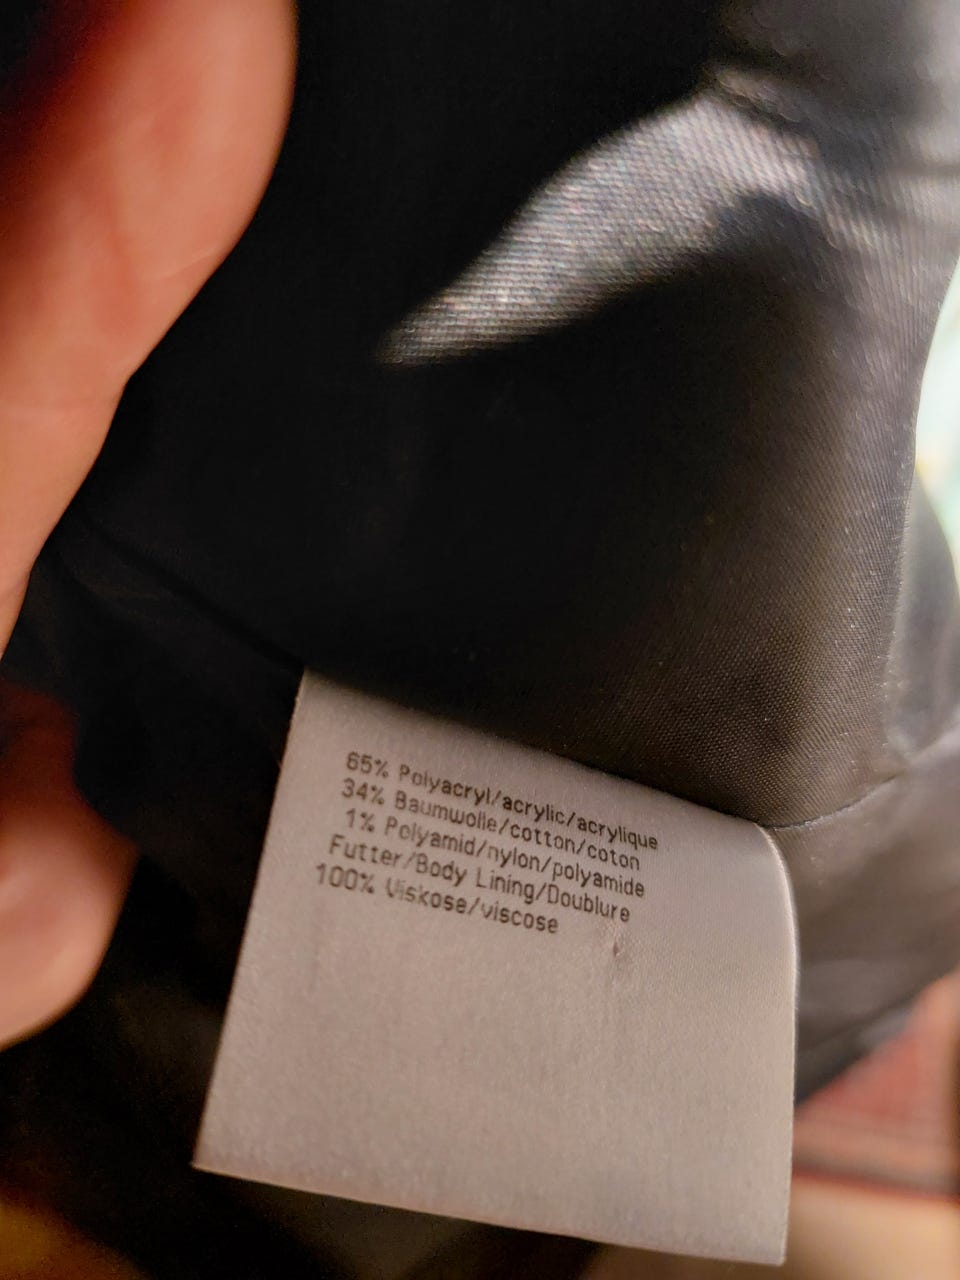 65% Polyacryl/acrylic/acrylique
34% Baumwolle/cotton/coton
1% Polyamid/nylon/polyamide
Futter/Body Lining/Doublure
100% Viskose/viscose